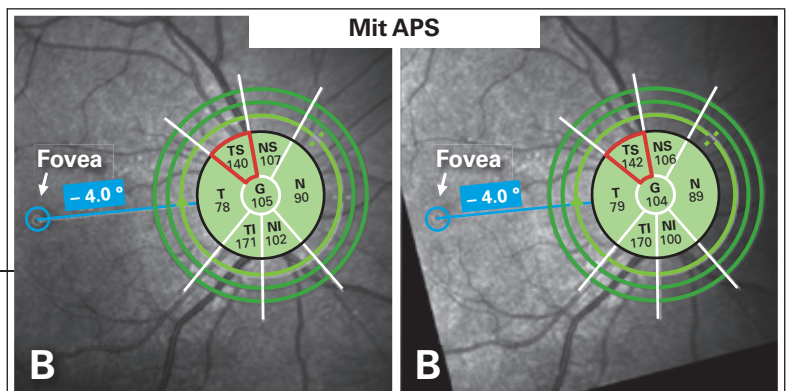 Mit APS
TS
140
NS
107
Fovea
– 4.0 °
T
78
G
105
N
90
TI
171
NI
102
B
TS
142
NS
106
Fovea
– 4.0 °
T
79
G
104
N
89
TI
170
NI
100
B